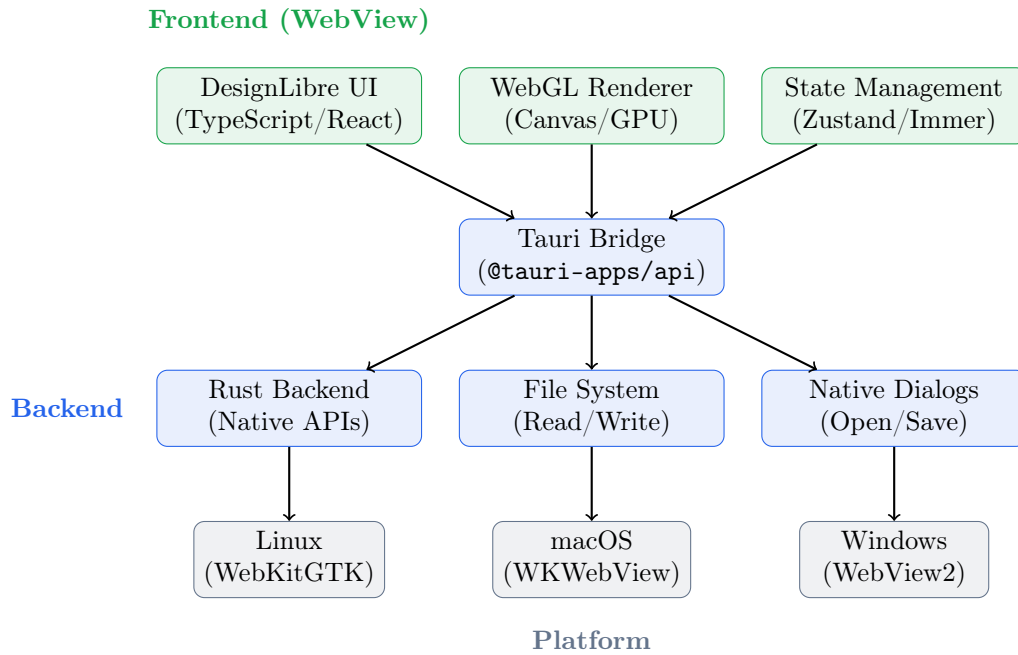 Frontend (WebView)
DesignLibre UI
(TypeScript/React)
WebGL Renderer
(Canvas/GPU)
State Management
(Zustand/Immer)
Tauri Bridge
(@tauri-apps/api)
Backend
Rust Backend
(Native APIs)
File System
(Read/Write)
Native Dialogs
(Open/Save)
Linux
(WebKitGTK)
macOS
(WKWebView)
Windows
(WebView2)
Platform